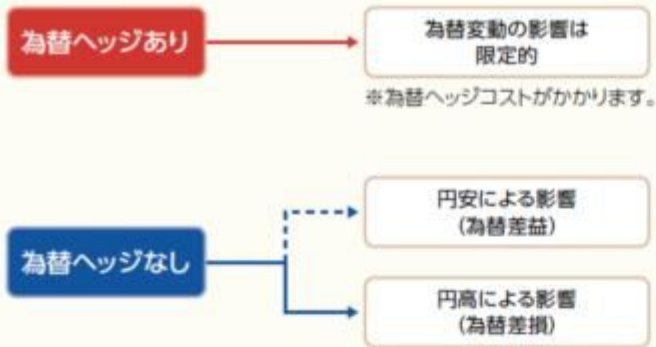 為替ヘッジあり
為替変動の影響は
限定的
※為替ヘッジコストがかかります。
為替ヘッジなし
円安による影響
(為替差益)
円高による影響
(為替差損)